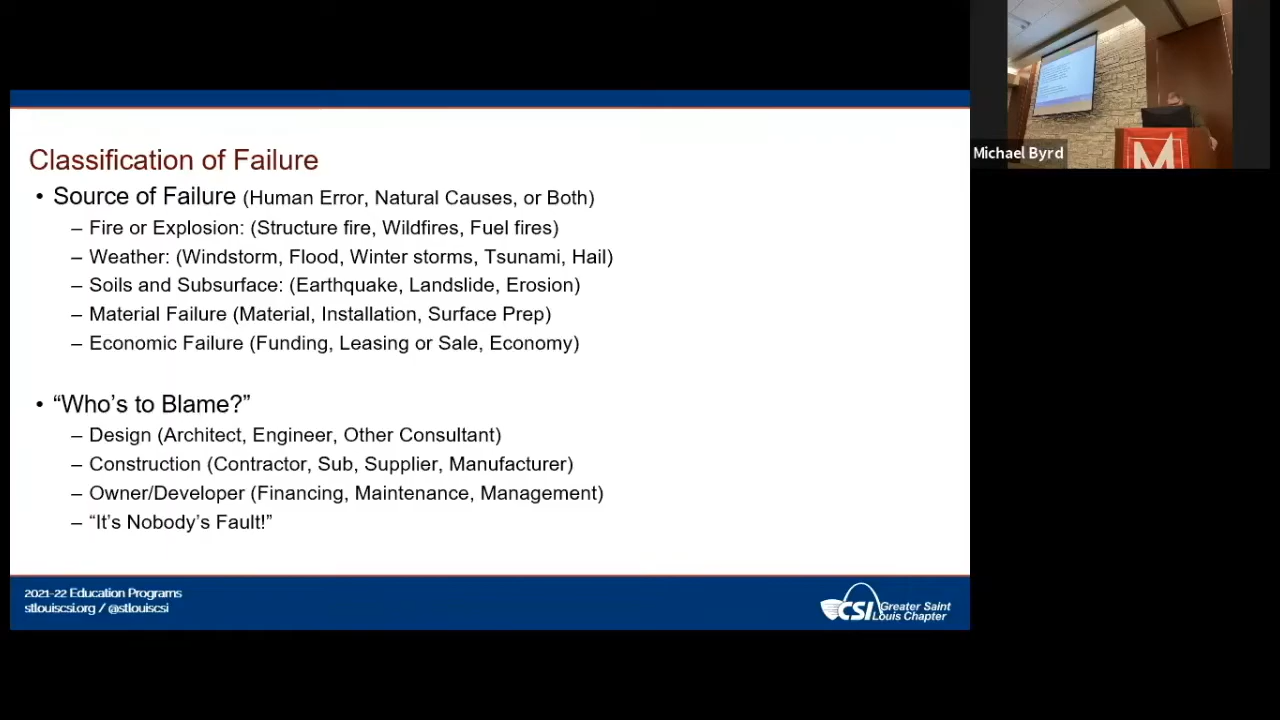 Classification of Failure
• Source of Failure (Human Error, Natural Causes, or Both)
– Fire or Explosion: (Structure fire, Wildfires, Fuel fires)
– Weather: (Windstorm, Flood, Winter storms, Tsunami, Hail)
– Soils and Subsurface: (Earthquake, Landslide, Erosion)
– Material Failure (Material, Installation, Surface Prep)
– Economic Failure (Funding, Leasing or Sale, Economy)
• “Who’s to Blame?”
– Design (Architect, Engineer, Other Consultant)
– Construction (Contractor, Sub, Supplier, Manufacturer)
– Owner/Developer (Financing, Maintenance, Management)
– “It’s Nobody’s Fault!”
2021-22 Education Programs
stlouiscsi.org / @stlouiscsi
CSI Greater Saint
Louis Chapter
Michael Byrd
M